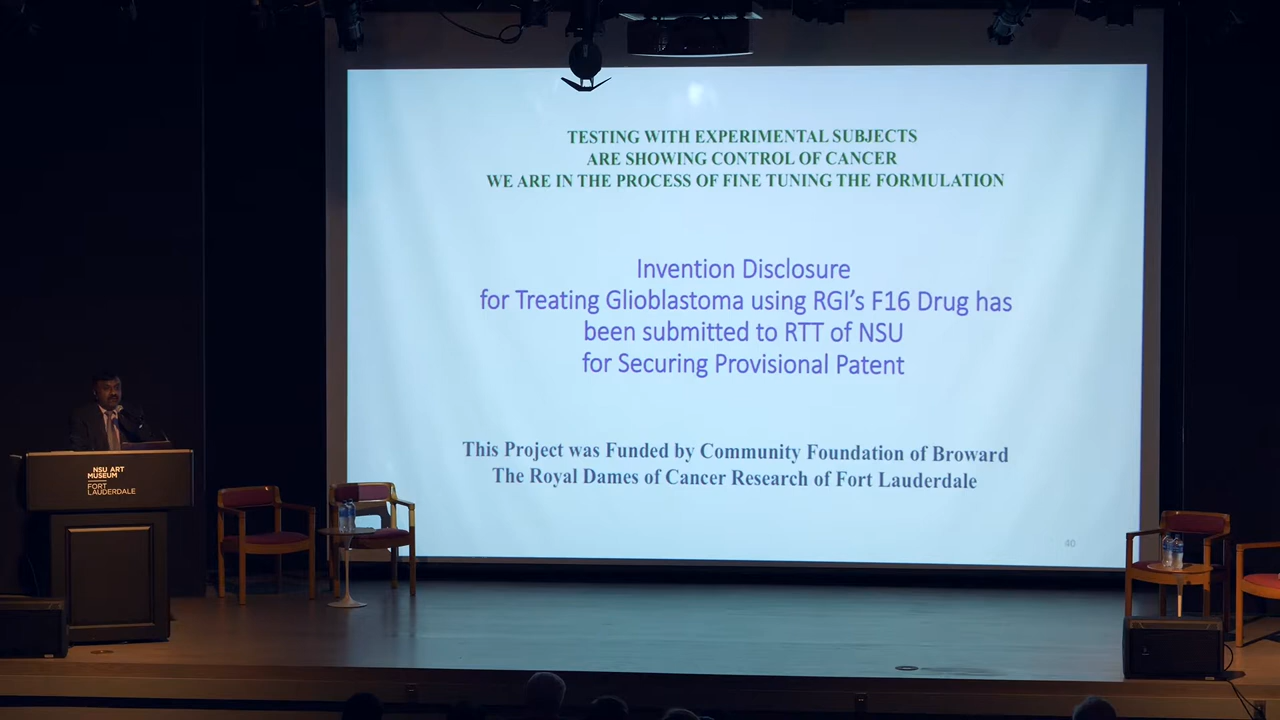 TESTING WITH EXPERIMENTAL SUBJECTS
ARE SHOWING CONTROL OF CANCER
WE ARE IN THE PROCESS OF FINE TUNING THE FORMULATION
Invention Disclosure
for Treating Glioblastoma using RGI's F16 Drug has
been submitted to RTT of NSU
for Securing Provisional Patent
This Project was Funded by Community Foundation of Broward
The Royal Dames of Cancer Research of Fort Lauderdale
40
NSU ART
MUSEUM
FORT
LAUDERDALE